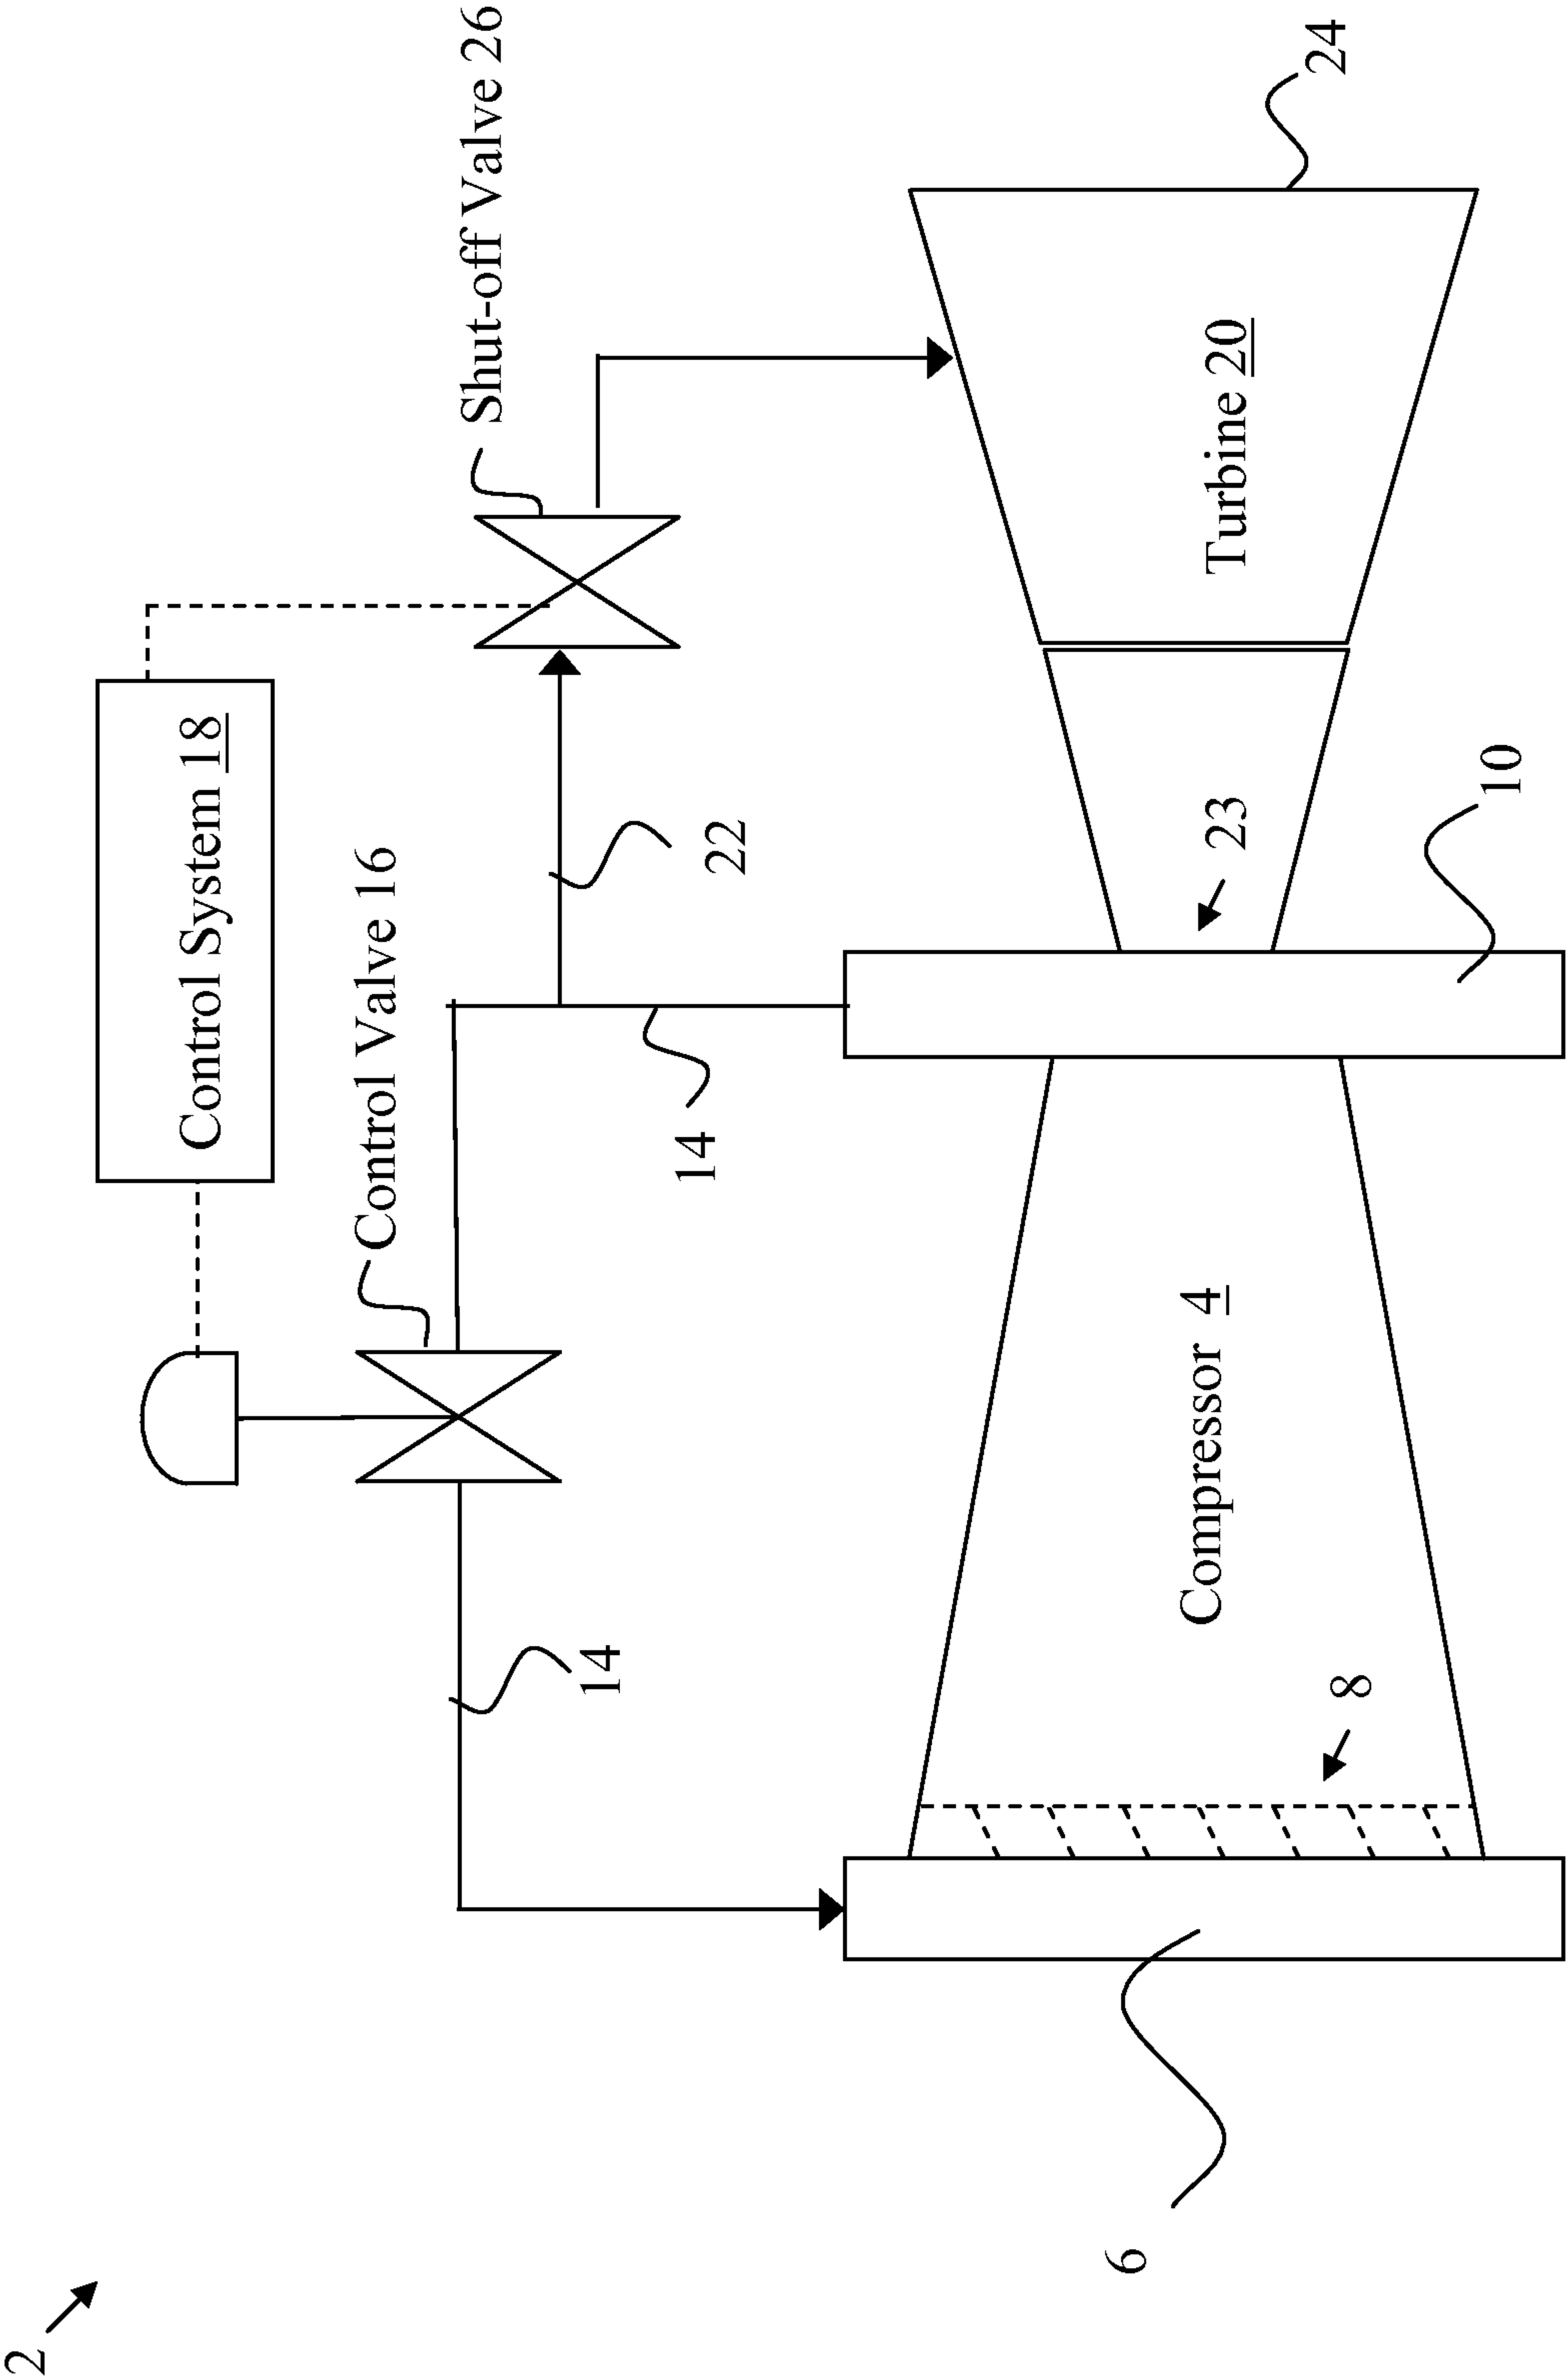 2
Control System 18
Shut-off Valve 26
Control Valve 16
14
22
14
8
Compressor 4
23
Turbine 20
24
6
10